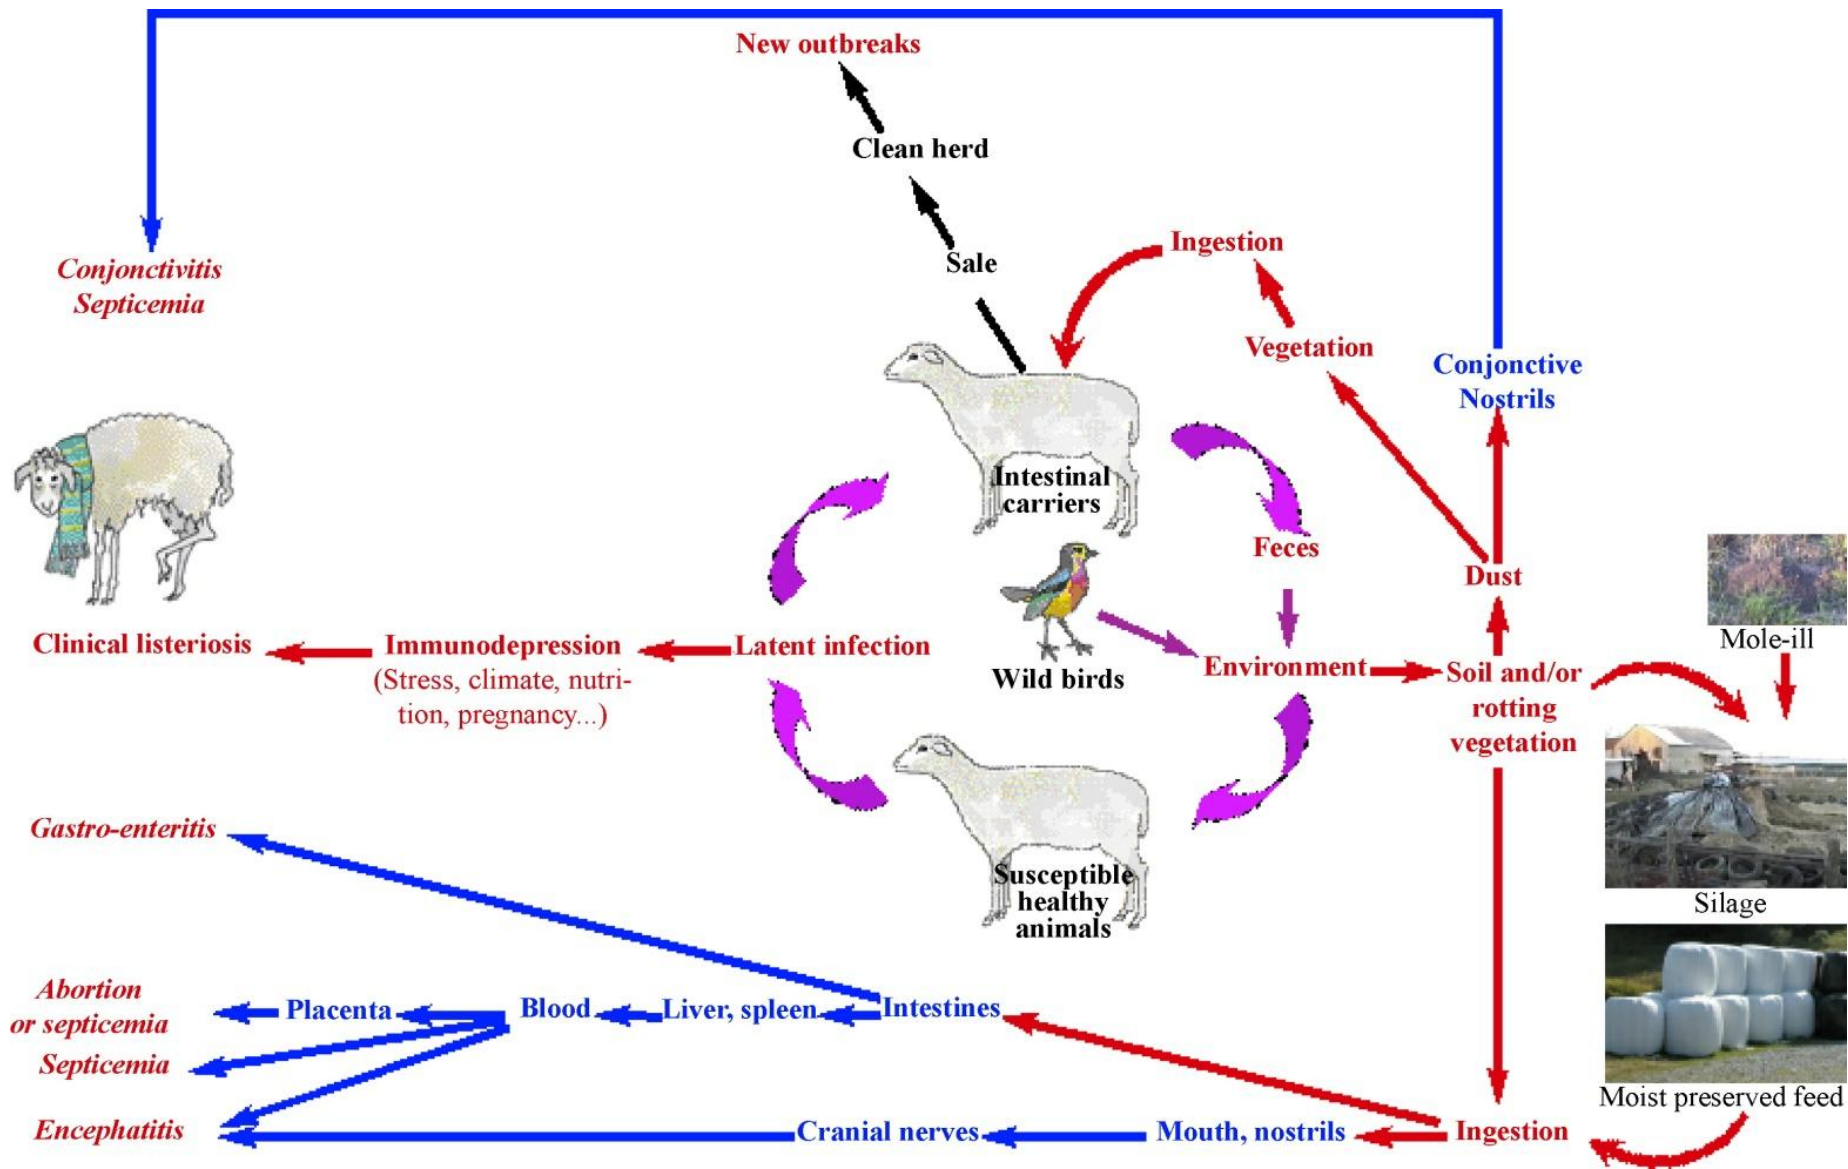 New outbreaks
Clean herd
Sale
Ingestion
Conjonctivitis
Septicemia
Vegetation
Conjonctive
Nostrils
Intestinal
carriers
Feces
Dust
Mole-ill
Clinical listeriosis
Immunodepression
(Stress, climate, nutri-
tion, pregnancy...)
Latent infection
Wild birds
Environment
Soil and/or
rotting
vegetation
Silage
Gastro-enteritis
Susceptible
healthy
animals
Abortion
or septicemia
Placenta
Blood
Liver, spleen
Intestines
Septicemia
Moist preserved feed
Encephatitis
Cranial nerves
Mouth, nostrils
Ingestion